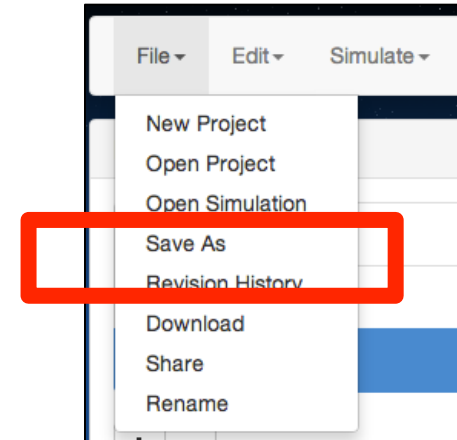 File Edit Simulate
New Project
Open Project
Open Simulation
Save As
Revision History
Download
Share
Rename